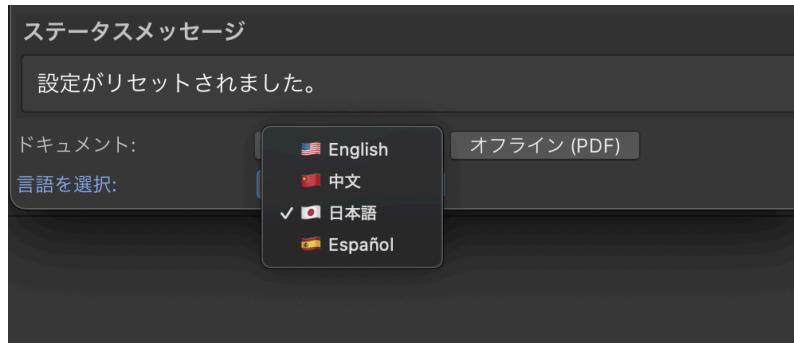 ステータスメッセージ
設定がリセットされました。
ドキュメント:
オフライン (PDF)
言語を選択:
English
中文
日本語
Español